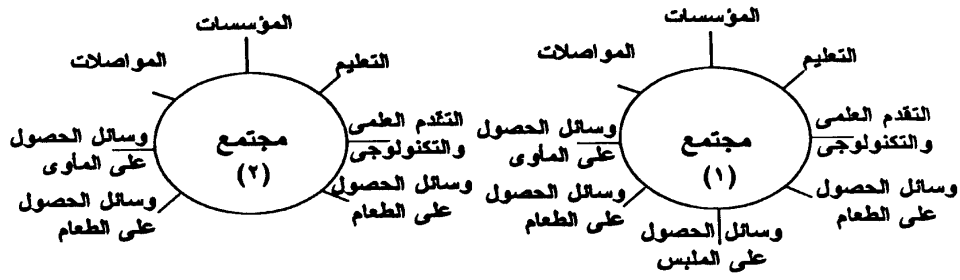 المؤسسات
التعليم
المواصلات
التقدم العلمى
والتكنولوجى
مجتمع
(١)
وسائل الحصول
على المأوى
وسائل الحصول
على الطعام
وسائل الحصول
على الطعام
وسائل الحصول
على الملبس
المؤسسات
التعليم
المواصلات
التقدم العلمى
والتكنولوجى
مجتمع
(٢)
وسائل الحصول
على المأوى
وسائل الحصول
على الطعام
وسائل الحصول
على الطعام